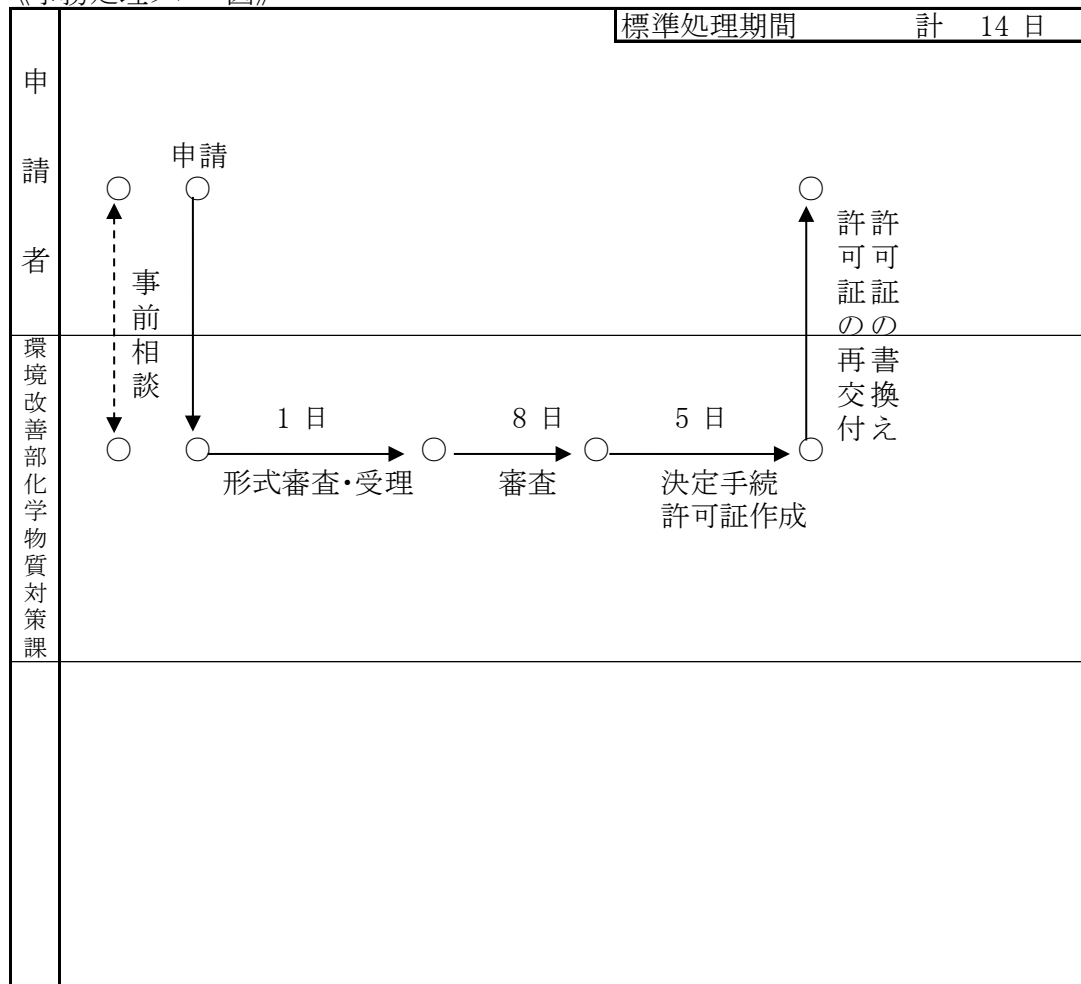 標準処理期間 計 14 日
申請者
申請
事前相談
許可証の書換え
許可証の再交付
環境改善部化学物質対策課
1 日
8 日
5 日
形式審査・受理
審査
決定手続
許可証作成